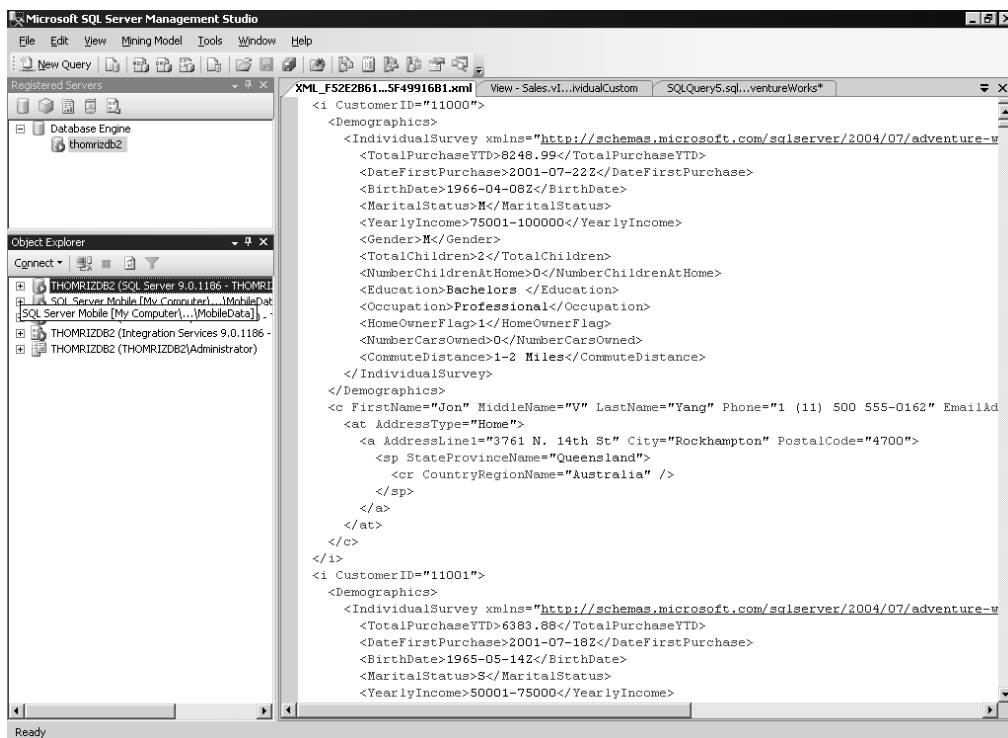 Microsoft SQL Server Management Studio
File Edit View Mining Model Tools Window Help
New Query
Registered Servers
Database Engine
thomrizdb2
Object Explorer
Connect
THOMRIZDB2 (SQL Server 9.0.1186 - THOMRI
SQL Server Mobile [My Computer\...\MobileDat
SQL Server Mobile [My Computer\...\MobileData]
THOMRIZDB2 (Integration Services 9.0.1186 -
THOMRIZDB2 (THOMRIZDB2\Administrator)
XML_F52E2B61...5F49916B1.xml View - Sales.vI...ividualCustom SQLQuery5.sql...ventureWorks*
<i CustomerID="11000">
<Demographics>
<IndividualSurvey xmlns="http://schemas.microsoft.com/sqlserver/2004/07/adventure-w
<TotalPurchaseYTD>8248.99</TotalPurchaseYTD>
<DateFirstPurchase>2001-07-22Z</DateFirstPurchase>
<BirthDate>1966-04-08Z</BirthDate>
<MaritalStatus>M</MaritalStatus>
<YearlyIncome>75001-100000</YearlyIncome>
<Gender>M</Gender>
<TotalChildren>2</TotalChildren>
<NumberChildrenAtHome>0</NumberChildrenAtHome>
<Education>Bachelors </Education>
<Occupation>Professional</Occupation>
<HomeOwnerFlag>1</HomeOwnerFlag>
<NumberCarsOwned>0</NumberCarsOwned>
<CommuteDistance>1-2 Miles</CommuteDistance>
</IndividualSurvey>
</Demographics>
<c FirstName="Jon" MiddleName="V" LastName="Yang" Phone="1 (11) 500 555-0162" EmailAd
<at AddressType="Home">
<a AddressLine1="3761 N. 14th St" City="Rockhampton" PostalCode="4700">
<sp StateProvinceName="Queensland">
<cr CountryRegionName="Australia" />
</sp>
</a>
</at>
</c>
</i>
<i CustomerID="11001">
<Demographics>
<IndividualSurvey xmlns="http://schemas.microsoft.com/sqlserver/2004/07/adventure-w
<TotalPurchaseYTD>6383.88</TotalPurchaseYTD>
<DateFirstPurchase>2001-07-18Z</DateFirstPurchase>
<BirthDate>1965-05-14Z</BirthDate>
<MaritalStatus>S</MaritalStatus>
<YearlyIncome>50001-75000</YearlyIncome>
Ready